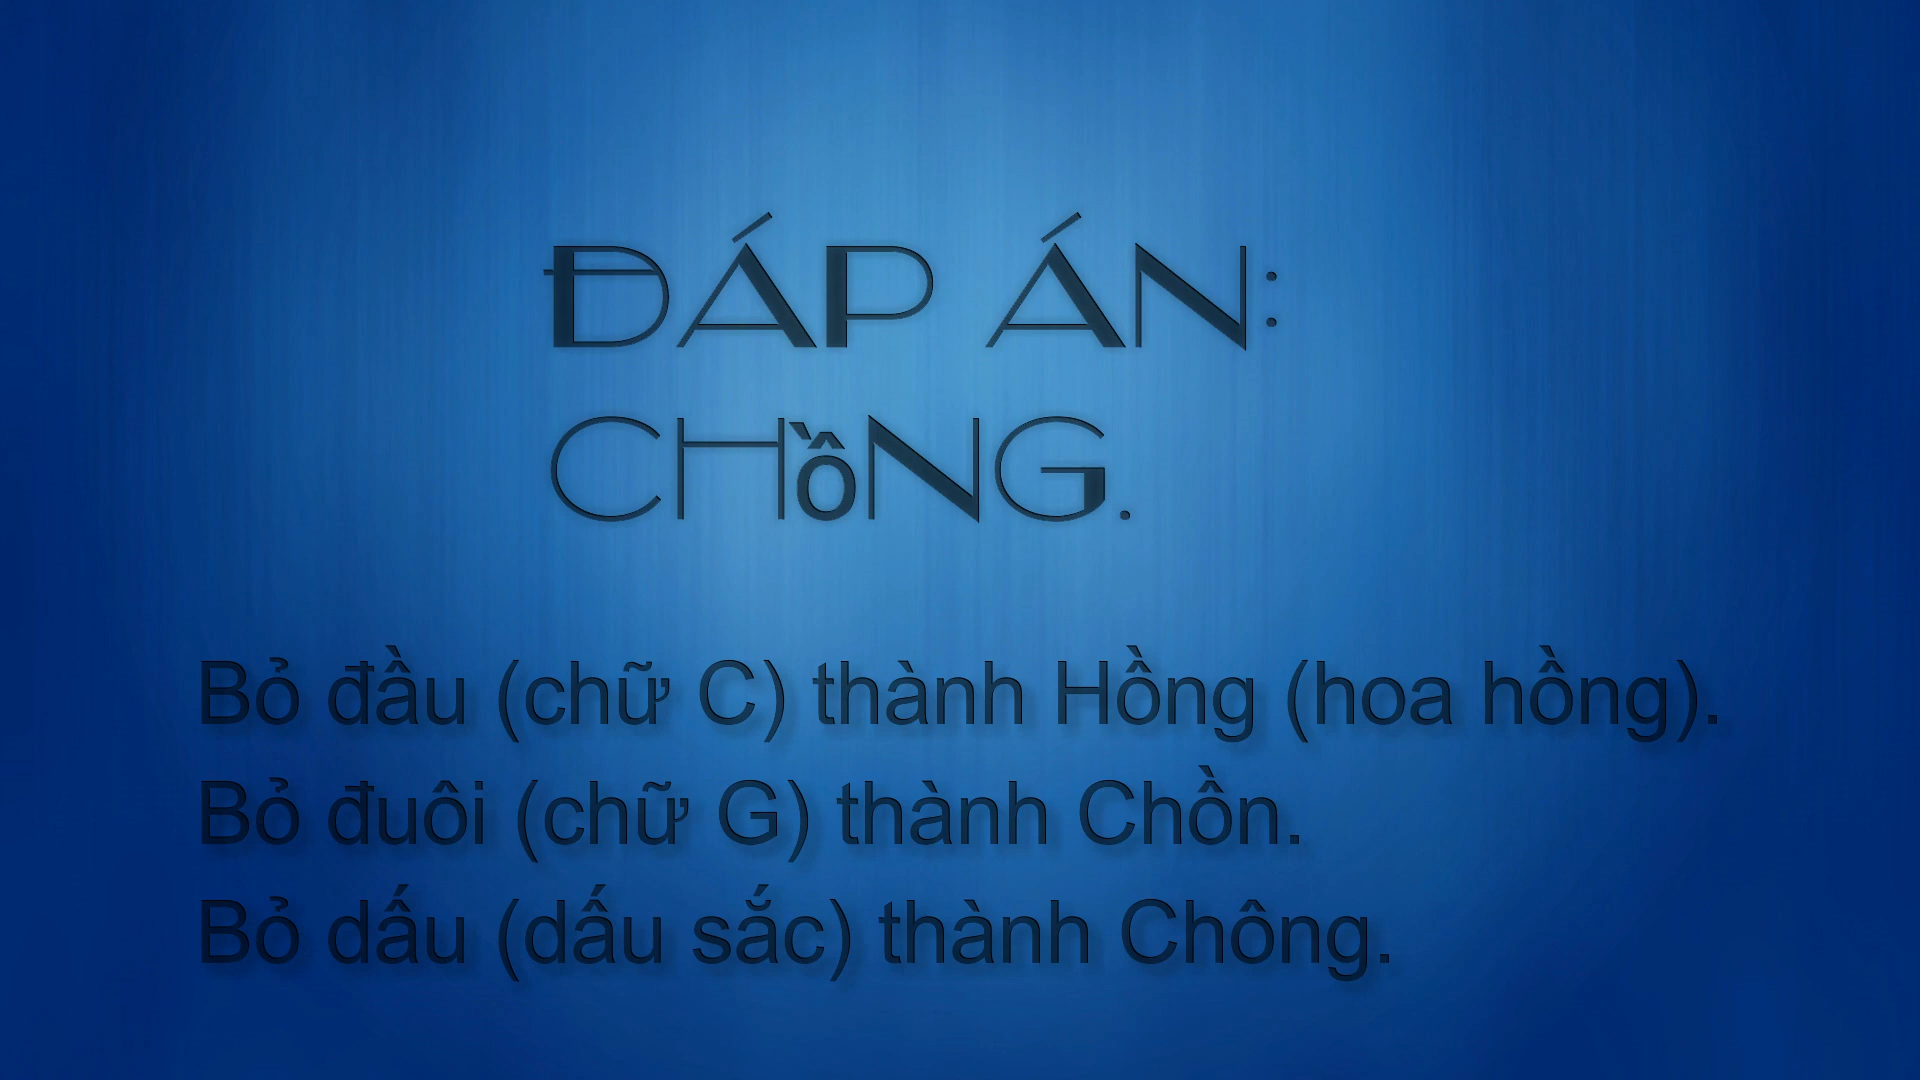 ĐÁP ÁN:
CHồNG.
Bỏ đầu (chữ C) thành Hồng (hoa hồng).
Bỏ đuôi (chữ G) thành Chồn.
Bỏ dấu (dấu sắc) thành Chông.